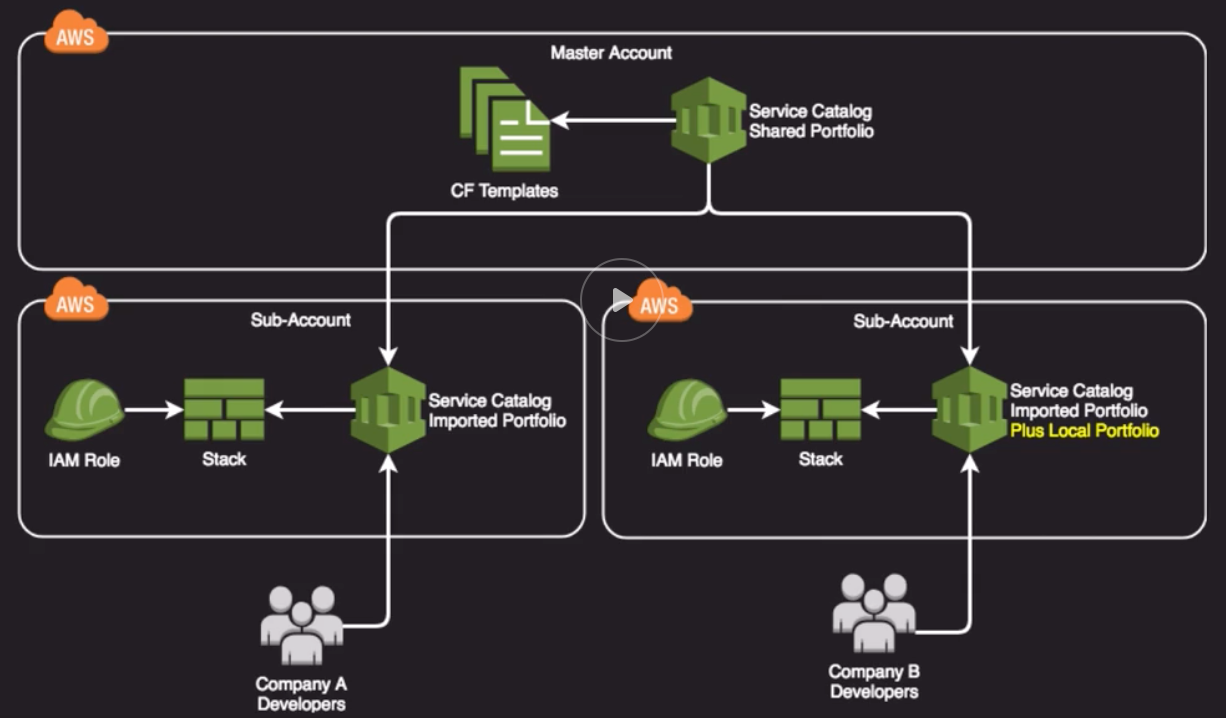 AWS
Master Account
Service Catalog
Shared Portfolio
CF Templates
AWS
Sub-Account
Service Catalog
Imported Portfolio
IAM Role
Stack
AWS
Sub-Account
Service Catalog
Imported Portfolio
Plus Local Portfolio
IAM Role
Stack
Company A
Developers
Company B
Developers